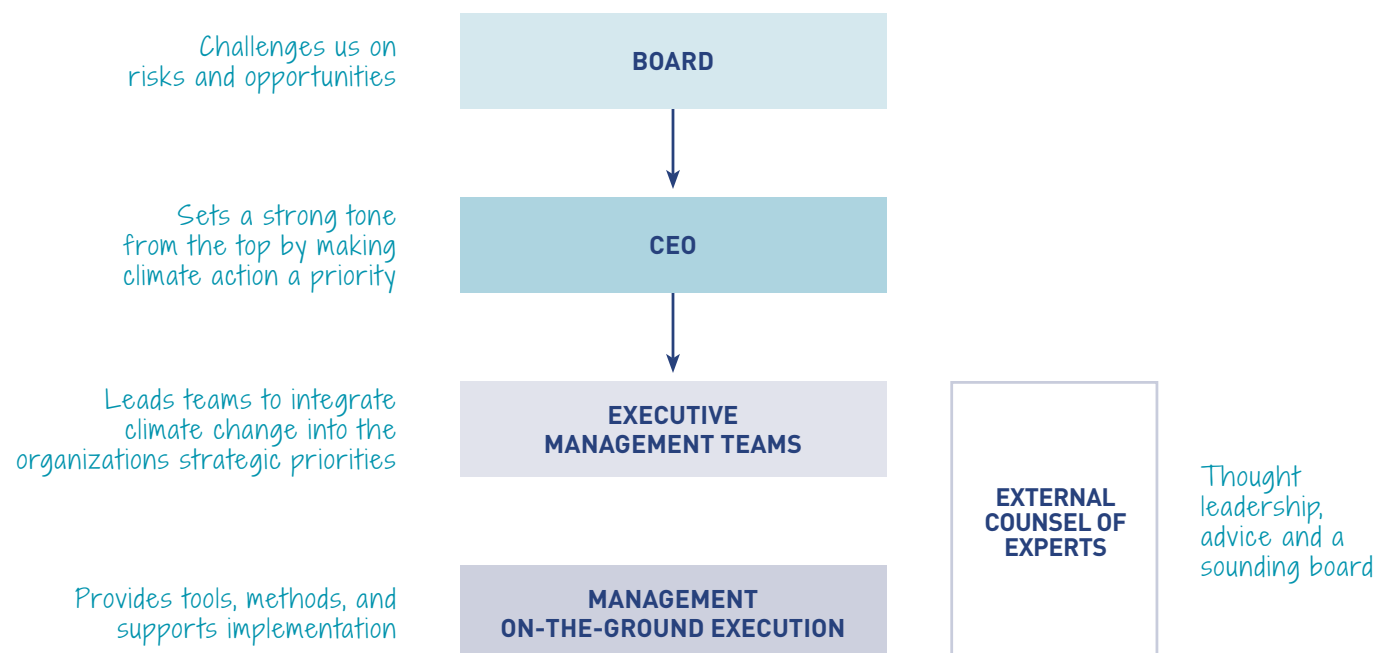 Challenges us on
risks and opportunities
BOARD
Sets a strong tone
from the top by making
climate action a priority
CEO
Leads teams to integrate
climate change into the
organizations strategic priorities
EXECUTIVE
MANAGEMENT TEAMS
EXTERNAL
COUNSEL OF
EXPERTS
Thought
leadership,
advice and a
sounding board
Provides tools, methods, and
supports implementation
MANAGEMENT
ON-THE-GROUND EXECUTION